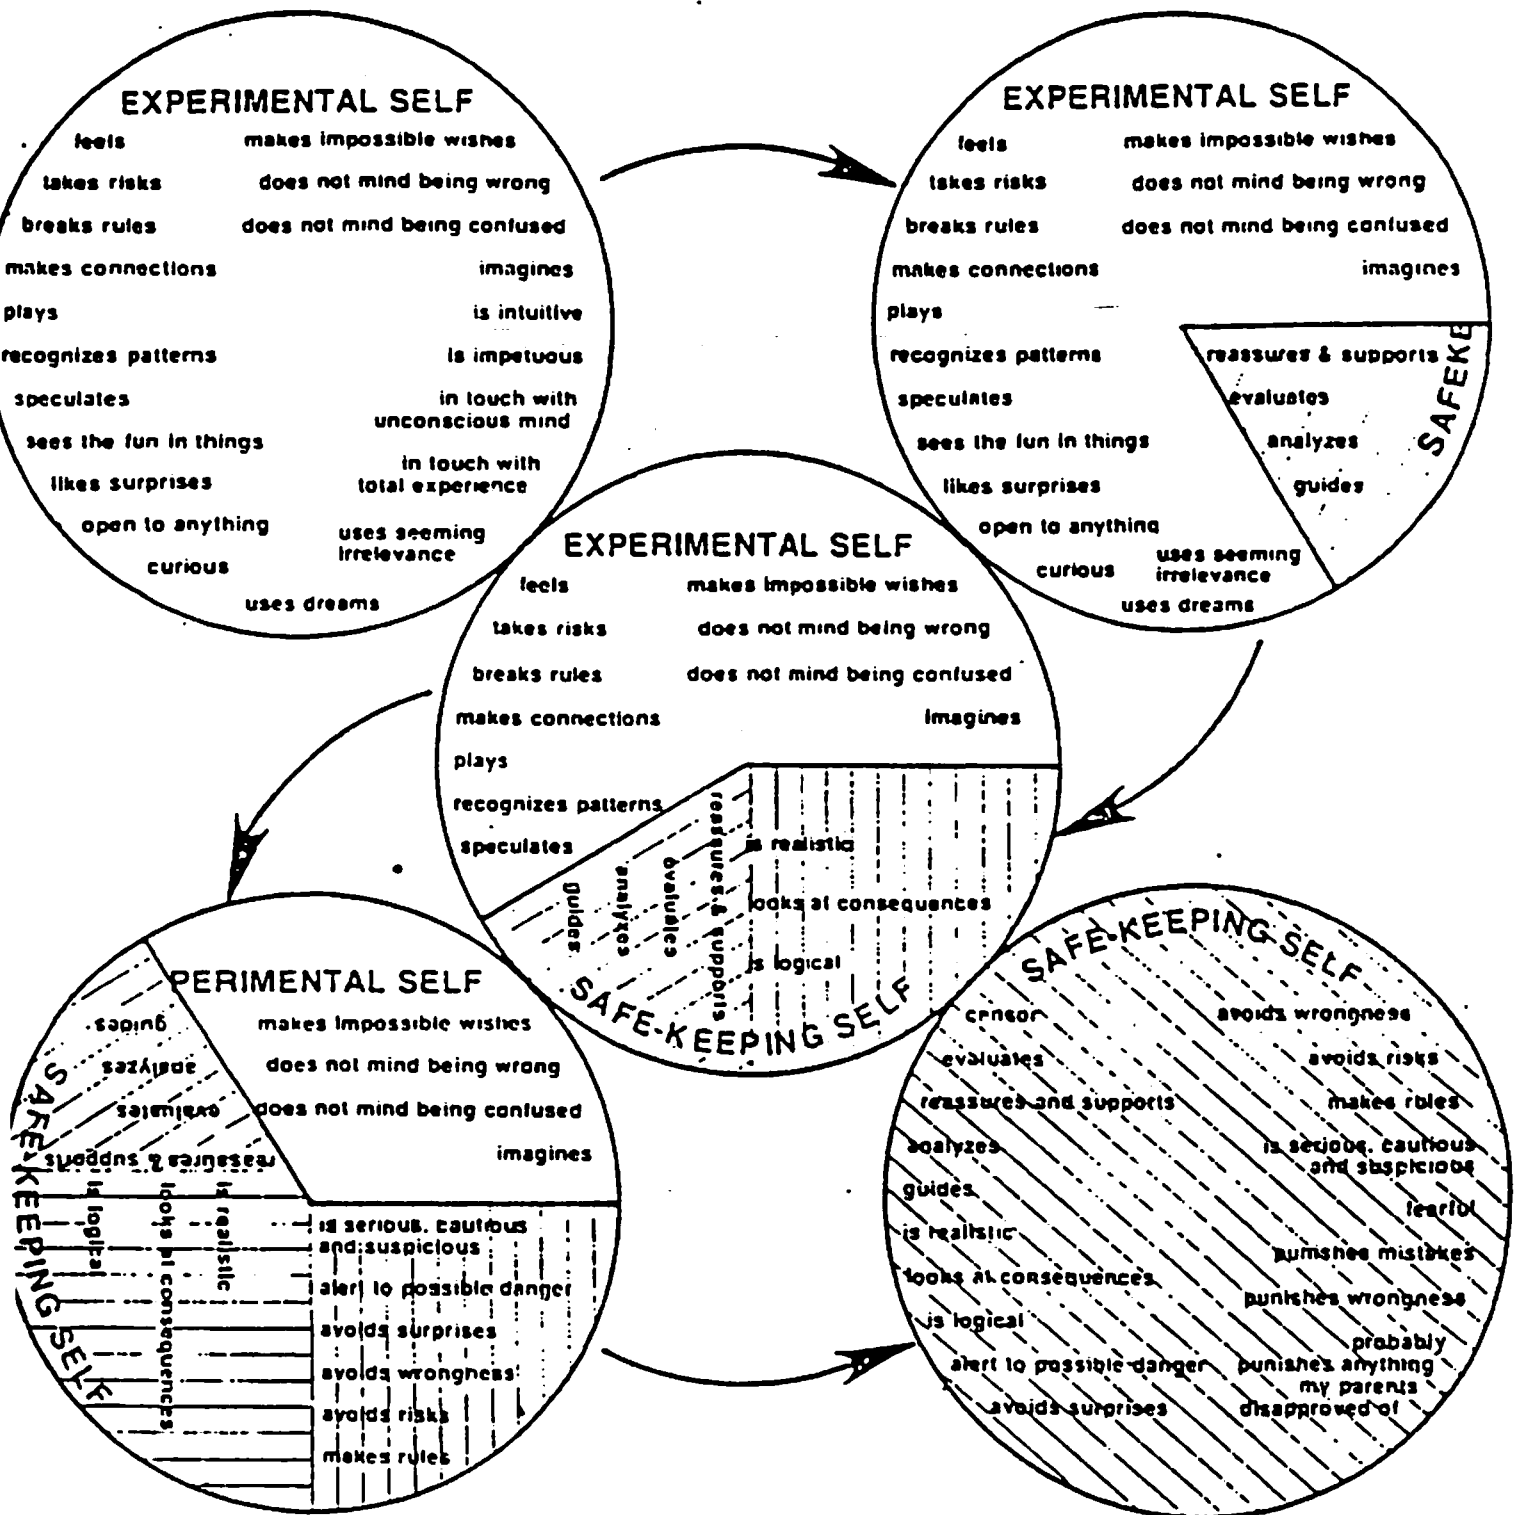 EXPERIMENTAL SELF
feels
makes impossible wishes
takes risks
does not mind being wrong
breaks rules
does not mind being confused
makes connections
imagines
plays
is intuitive
recognizes patterns
is impetuous
speculates
in touch with
unconscious mind
sees the fun in things
in touch with
total experience
likes surprises
open to anything
uses seeming
irrelevance
curious
uses dreams
EXPERIMENTAL SELF
feels
makes impossible wishes
takes risks
does not mind being wrong
breaks rules
does not mind being confused
makes connections
imagines
plays
recognizes patterns
speculates
sees the fun in things
likes surprises
open to anything
curious
uses seeming
irrelevance
uses dreams
reassures & supports
evaluates
analyzes
guides
SAFEKE
EXPERIMENTAL SELF
feels
makes impossible wishes
takes risks
does not mind being wrong
breaks rules
does not mind being confused
makes connections
imagines
plays
recognizes patterns
speculates
reassures & supports
evaluates
analyzes
guides
is realistic
looks at consequences
is logical
SAFE-KEEPING SELF
PERIMENTAL SELF
makes impossible wishes
does not mind being wrong
does not mind being confused
imagines
guides
analyzes
evaluates
reassures & supports
is realistic
looks at consequences
is logical
SAFE-KEEPING SELF
is serious, cautious
and suspicious
alert to possible danger
avoids surprises
avoids wrongness
avoids risks
makes rules
SAFE-KEEPING SELF
censor
avoids wrongness
evaluates
avoids risks
reassures and supports
makes rules
analyzes
is serious, cautious
and suspicious
guides
fearful
is realistic
punishes mistakes
looks at consequences
punishes wrongness
is logical
probably
punishes anything
my parents
disapproved of
alert to possible danger
avoids surprises